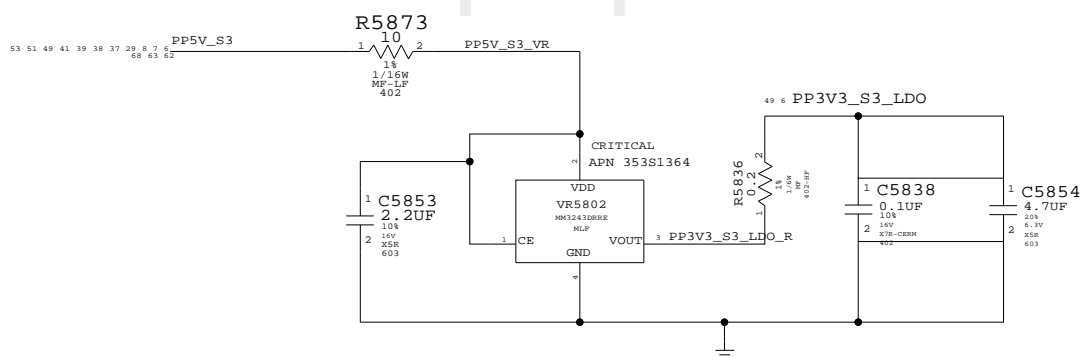 R5873
10
PP5V_S3
1
2
PP5V_S3_VR
53 51 49 41 39 38 37 29 8 7 6
68 63 62
1%
1/16W
MF-LF
402
49 6 PP3V3_S3_LDO
CRITICAL
2
APN 353S1364
VDD
VR5802
MM3243DRRE
MLF
1
CE
VOUT
3
PP3V3_S3_LDO_R
GND
4
1
C5853
2.2UF
10%
2
16V
X5R
603
R5836
0.2
2
1
1%
1/6W
MF
402-HF
1
C5838
0.1UF
10%
2
16V
X7R-CERM
402
1
C5854
4.7UF
20%
2
6.3V
X5R
603